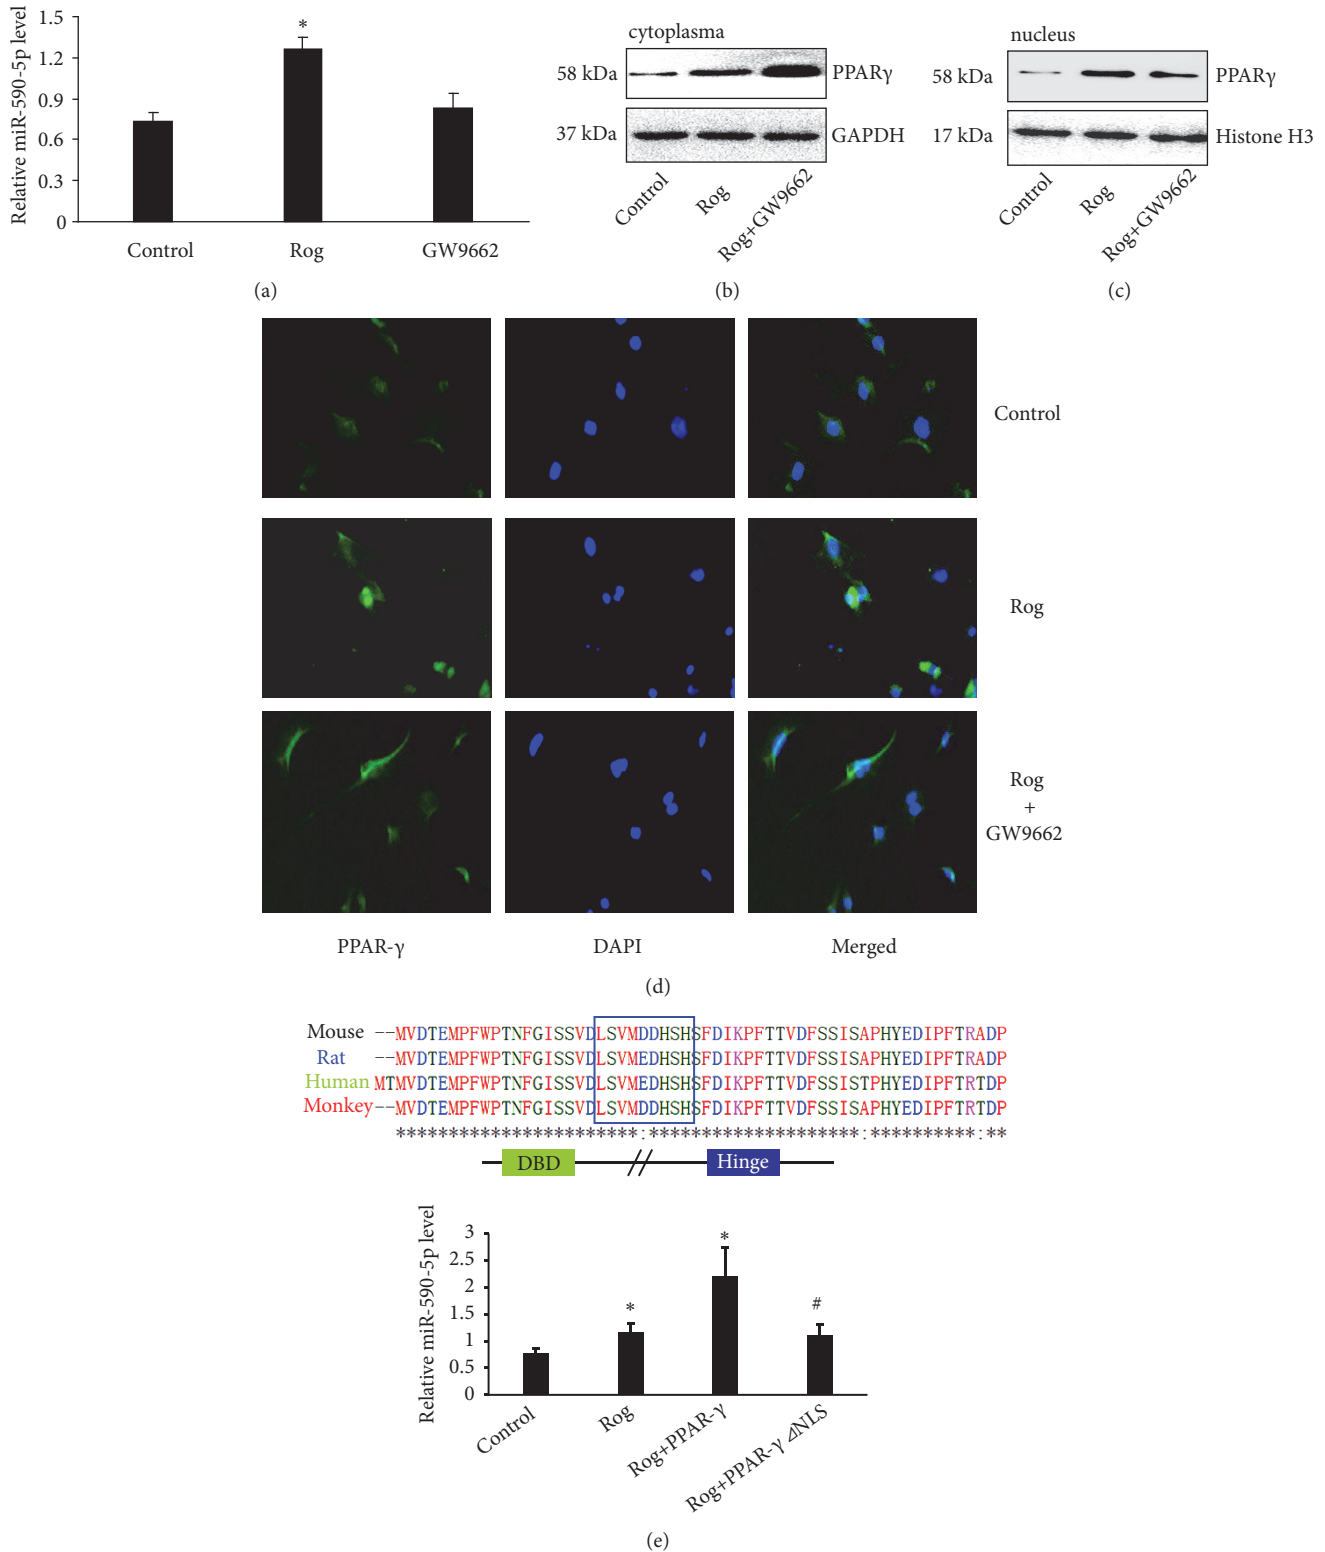 Relative miR-590-5p level
1.5
1.2
0.9
0.6
0.3
0
*
Control Rog GW9662
(a)
cytoplasma
58 kDa PPARγ
37 kDa GAPDH
Control Rog Rog+GW9662
(b)
nucleus
58 kDa PPARγ
17 kDa Histone H3
Control Rog Rog+GW9662
(c)
Control
Rog
Rog
+
GW9662
PPAR-γ DAPI Merged
(d)
Mouse --MVDTEMPFWPTNFGISSVDLSVMDDHSHSFDIKPFTTVDFSSISAPHYEDIPFTRADP
Rat --MVDTEMPFWPTNFGISSVDLSVMEDHSHSFDIKPFTTVDFSSISAPHYEDIPFTRADP
Human MTMVDTEMPFWPTNFGISSVDLSVMEDHSHSFDIKPFTTVDFSSISTPHYEDIPFTRTDP
Monkey --MVDTEMPFWPTNFGISSVDLSVMDDHSHSFDIKPFTTVDFSSISAPHYEDIPFTRTDP
***********************:********************:**********:**
DBD // Hinge
Relative miR-590-5p level
3
2.5
2
1.5
1
0.5
0
* * #
Control Rog Rog+PPAR-γ Rog+PPAR-γ ΔNLS
(e)